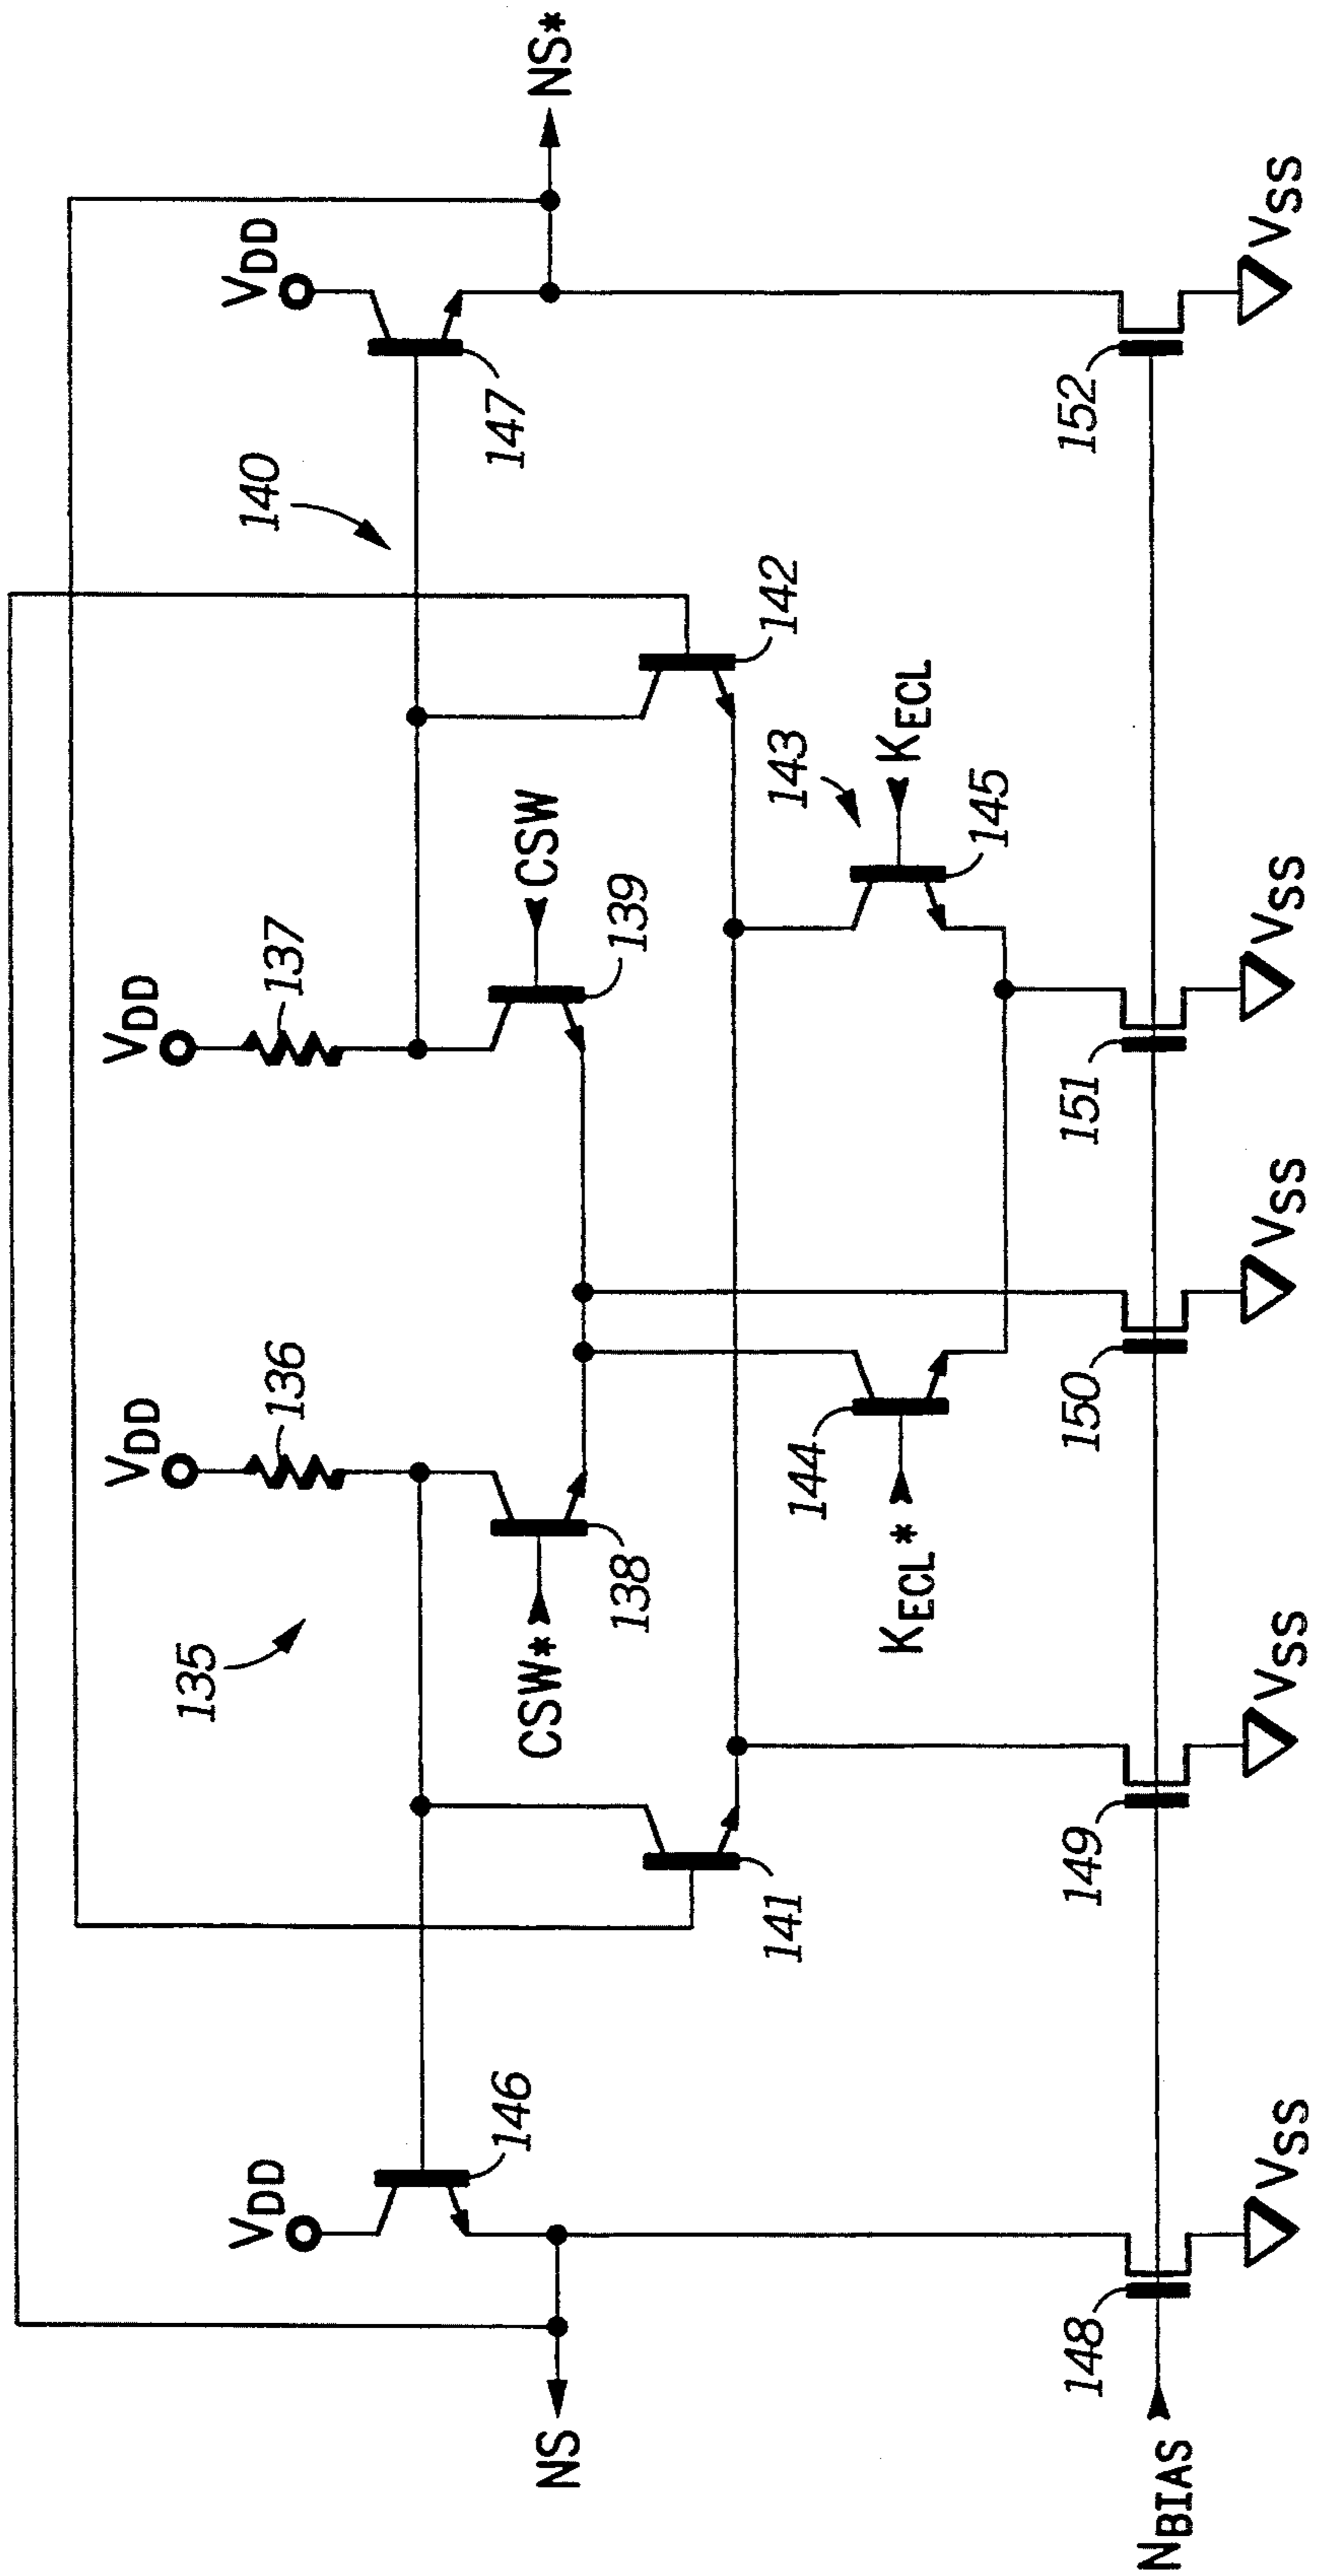 NS*
VDD
147
140
152
VSS
142
CSW
139
137
VDD
143
KECL
145
151
VSS
136
VDD
135
CSW*
138
144
KECL*
150
VSS
141
149
VSS
VDD
146
NS
148
VSS
NBIAS